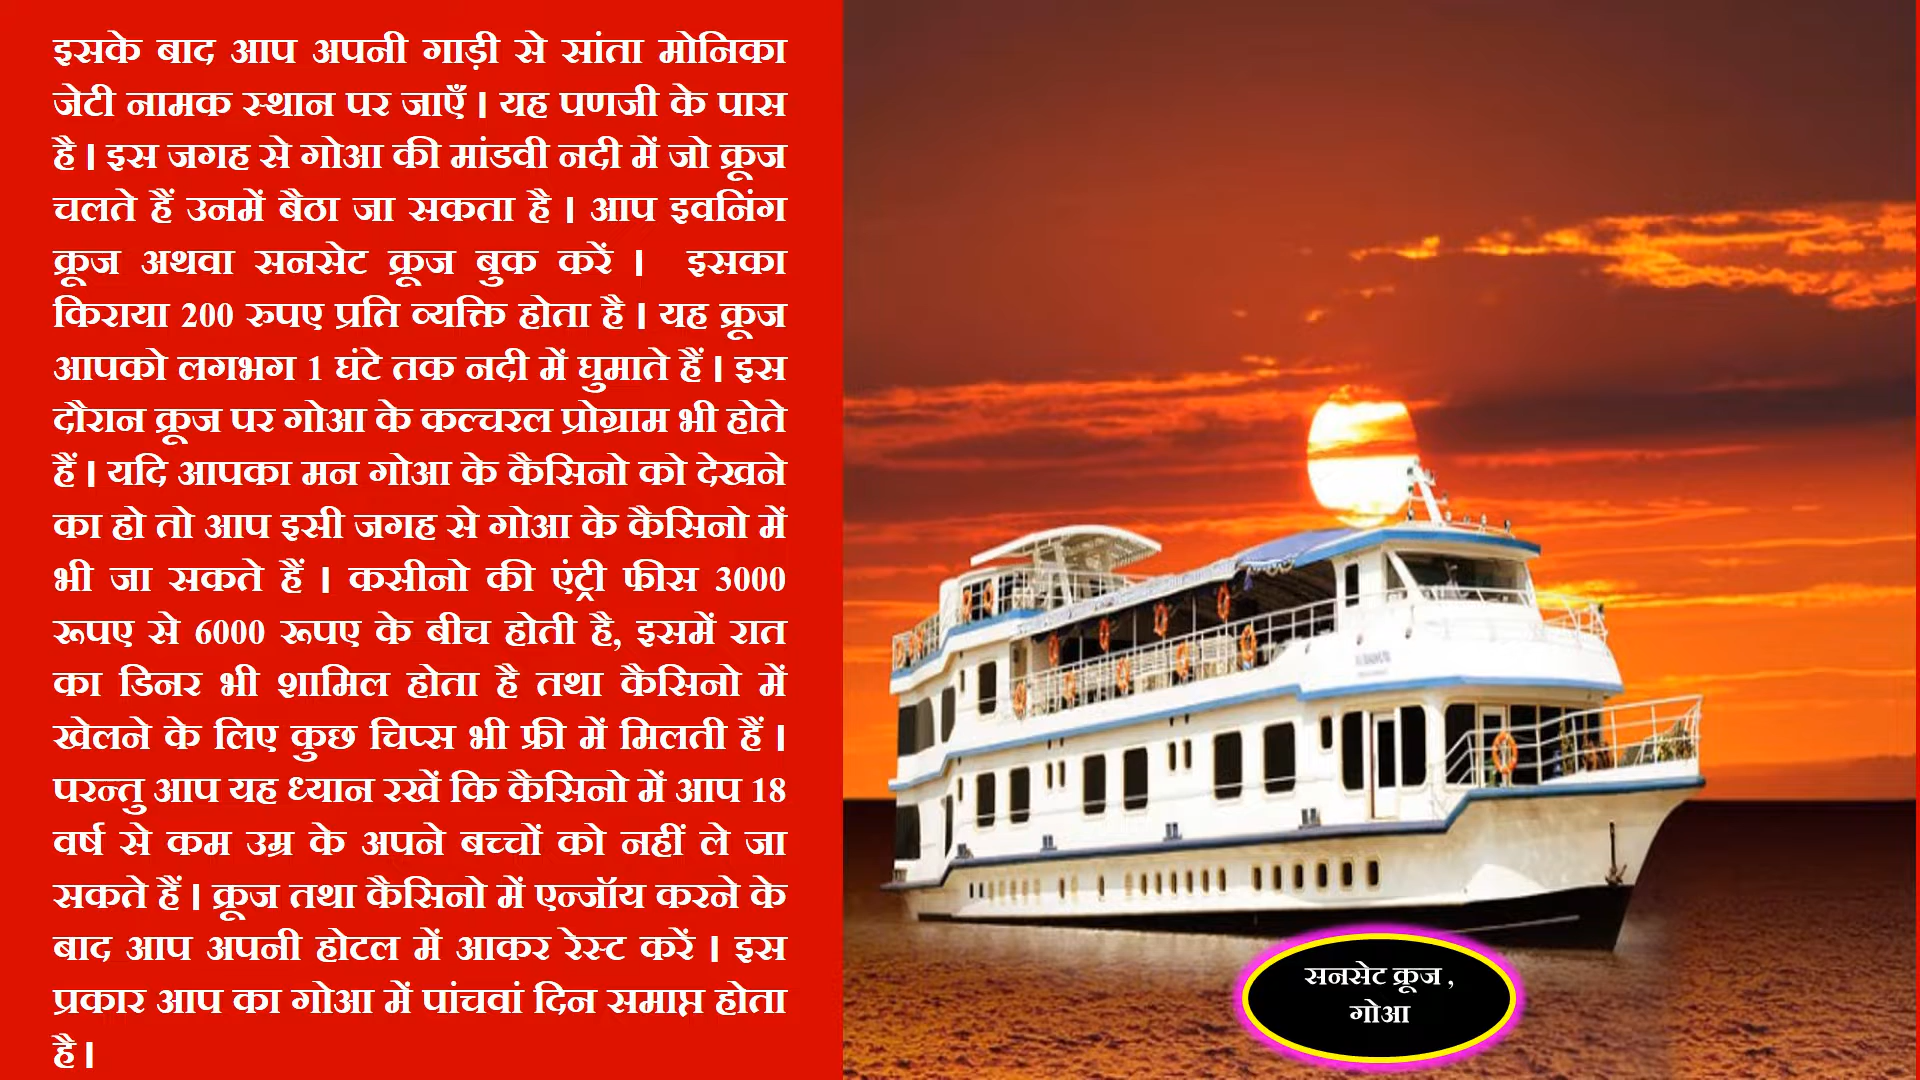 इसके बाद आप अपनी गाड़ी से सांता मोनिका
जेटी नामक स्थान पर जाएँ । यह पणजी के पास
है । इस जगह से गोआ की मांडवी नदी में जो क्रूज
चलते हैं उनमें बैठा जा सकता है । आप इवनिंग
क्रूज अथवा सनसेट क्रूज बुक करें । इसका
किराया 200 रुपए प्रति व्यक्ति होता है । यह क्रूज
आपको लगभग 1 घंटे तक नदी में घुमाते हैं । इस
दौरान क्रूज पर गोआ के कल्चरल प्रोग्राम भी होते
हैं । यदि आपका मन गोआ के कैसिनो को देखने
का हो तो आप इसी जगह से गोआ के कैसिनो में
भी जा सकते हैं । कसीनो की एंट्री फीस 3000
रूपए से 6000 रूपए के बीच होती है, इसमें रात
का डिनर भी शामिल होता है तथा कैसिनो में
खेलने के लिए कुछ चिप्स भी फ्री में मिलती हैं ।
परन्तु आप यह ध्यान रखें कि कैसिनो में आप 18
वर्ष से कम उम्र के अपने बच्चों को नहीं ले जा
सकते हैं । क्रूज तथा कैसिनो में एन्जॉय करने के
बाद आप अपनी होटल में आकर रेस्ट करें । इस
प्रकार आप का गोआ में पांचवां दिन समाप्त होता
है ।
सनसेट क्रूज ,
गोआ